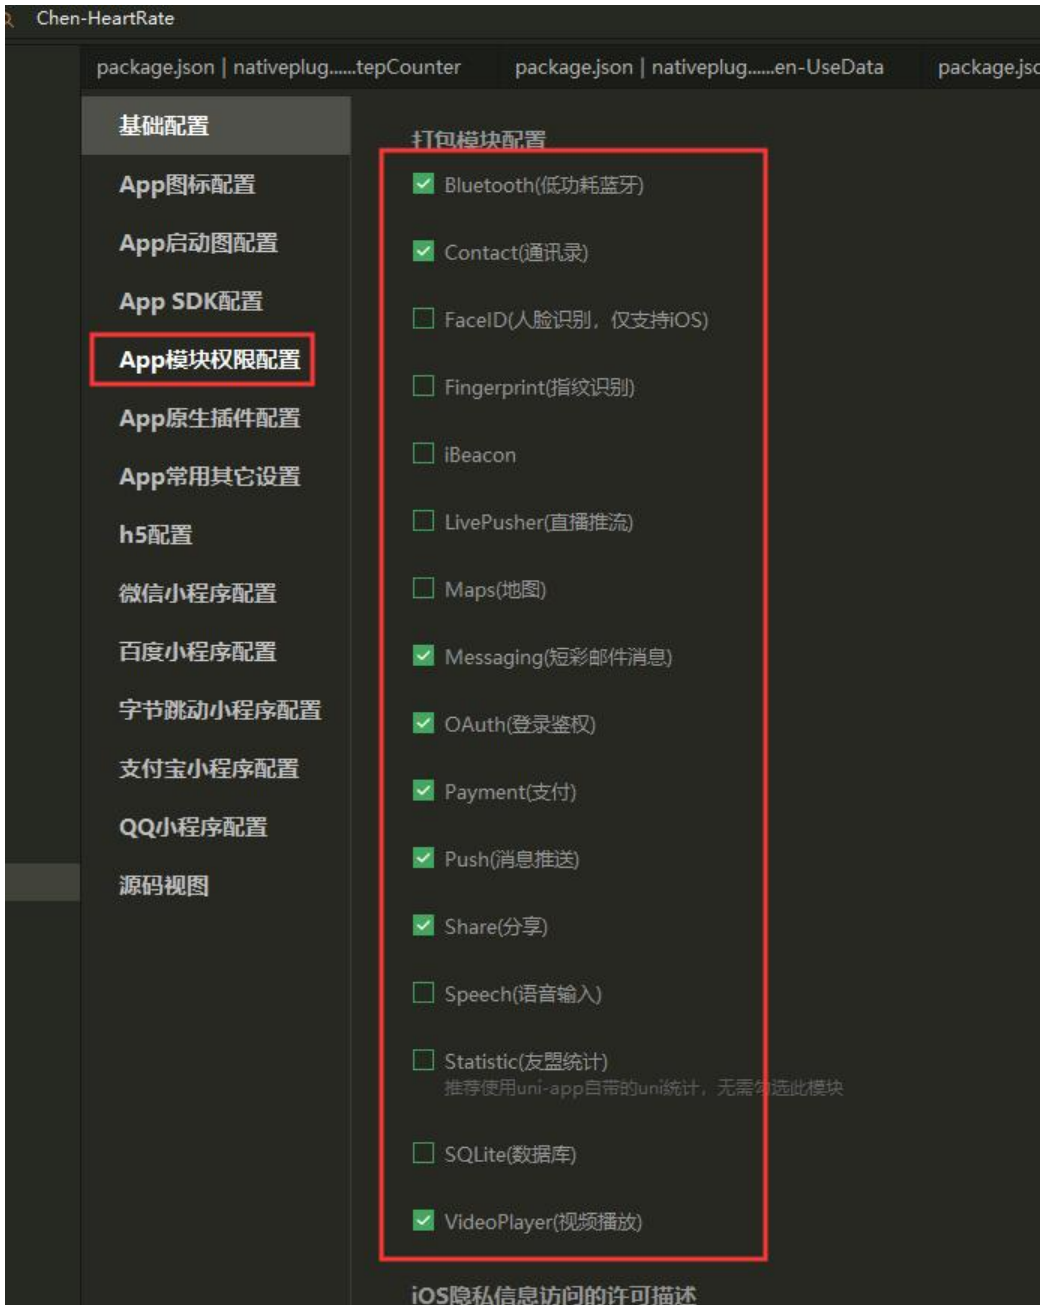 Chen-HeartRate
package.json | nativeplug......tepCounter
package.json | nativeplug......en-UseData
package.jsc
基础配置
App图标配置
App启动图配置
App SDK配置
App模块权限配置
App原生插件配置
App常用其它设置
h5配置
微信小程序配置
百度小程序配置
字节跳动小程序配置
支付宝小程序配置
QQ小程序配置
源码视图
打包模块配置
Bluetooth(低功耗蓝牙)
Contact(通讯录)
FaceID(人脸识别，仅支持iOS)
Fingerprint(指纹识别)
iBeacon
LivePusher(直播推流)
Maps(地图)
Messaging(短彩邮件消息)
OAuth(登录鉴权)
Payment(支付)
Push(消息推送)
Share(分享)
Speech(语音输入)
Statistic(友盟统计)
推荐使用uni-app自带的uni统计，无需勾选此模块
SQLite(数据库)
VideoPlayer(视频播放)
iOS隐私信息访问的许可描述